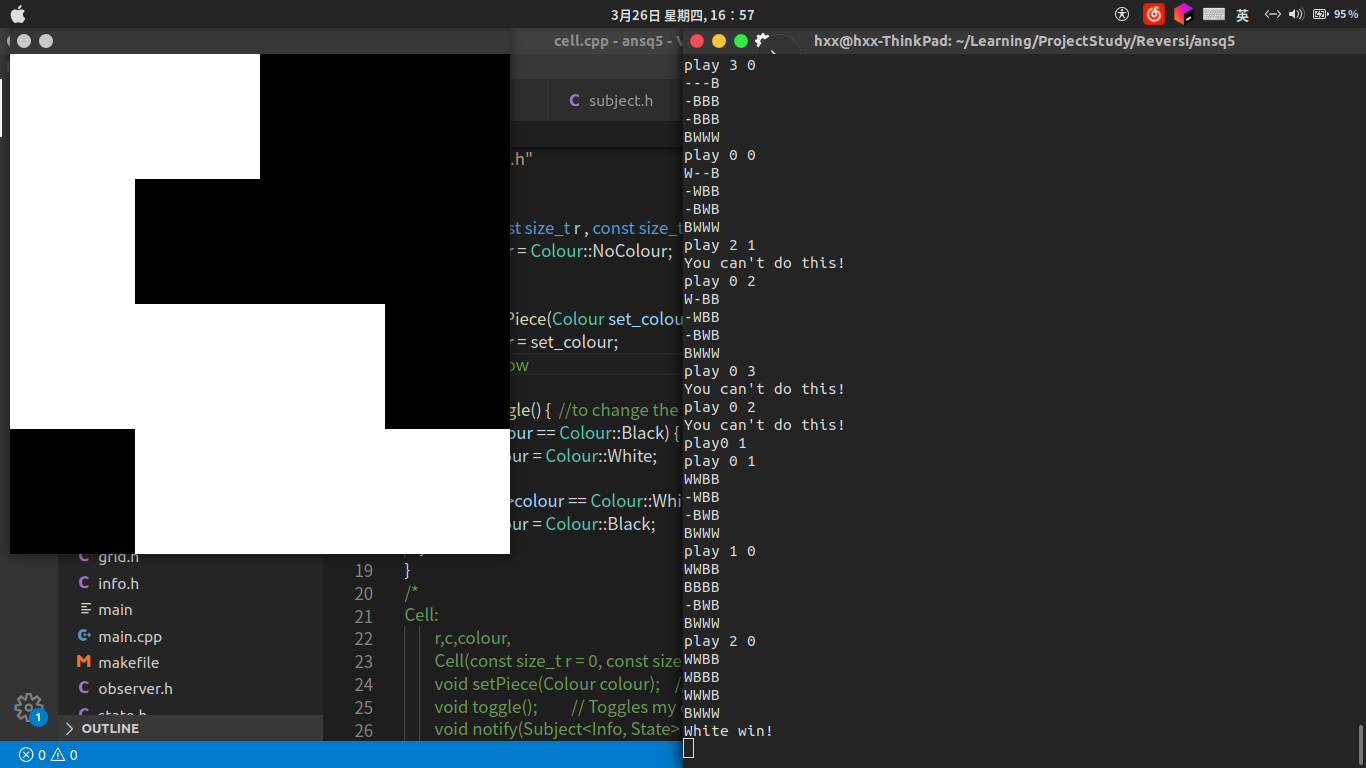 3月26日 星期四, 16：57
英
95%
cell.cpp - ansq5 - V
hxx@hxx-ThinkPad: ~/Learning/ProjectStudy/Reversi/ansq5
C subject.h
.h"
st size_t r , const size_t
r = Colour::NoColour;
Piece(Colour set_colou
r = set_colour;
ow
gle() { //to change the
our == Colour::Black) {
our = Colour::White;
>colour == Colour::Whi
our = Colour::Black;
19 }
20 /*
21 Cell:
22 r,c,colour,
23 Cell(const size_t r = 0, const size
24 void setPiece(Colour colour); //
25 void toggle(); // Toggles my
26 void notify(Subject<Info, State>
C grid.h
C info.h
main
main.cpp
M makefile
C observer.h
C state.h
1
OUTLINE
0 0
play 3 0
---B
-BBB
-BBB
BWWW
play 0 0
W--B
-WBB
-BWB
BWWW
play 2 1
You can't do this!
play 0 2
W-BB
-WBB
-BWB
BWWW
play 0 3
You can't do this!
play 0 2
You can't do this!
play0 1
play 0 1
WWBB
-WBB
-BWB
BWWW
play 1 0
WWBB
BBBB
-BWB
BWWW
play 2 0
WWBB
WBBB
WWWB
BWWW
White win!